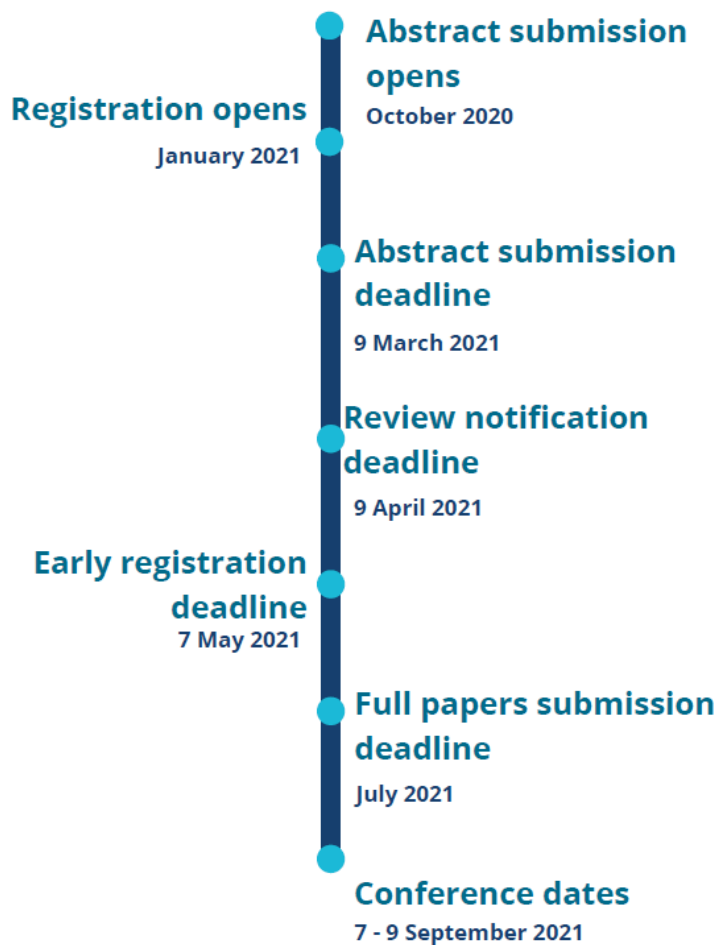 Abstract submission
opens
October 2020
Registration opens
January 2021
Abstract submission
deadline
9 March 2021
Review notification
deadline
9 April 2021
Early registration
deadline
7 May 2021
Full papers submission
deadline
July 2021
Conference dates
7 - 9 September 2021